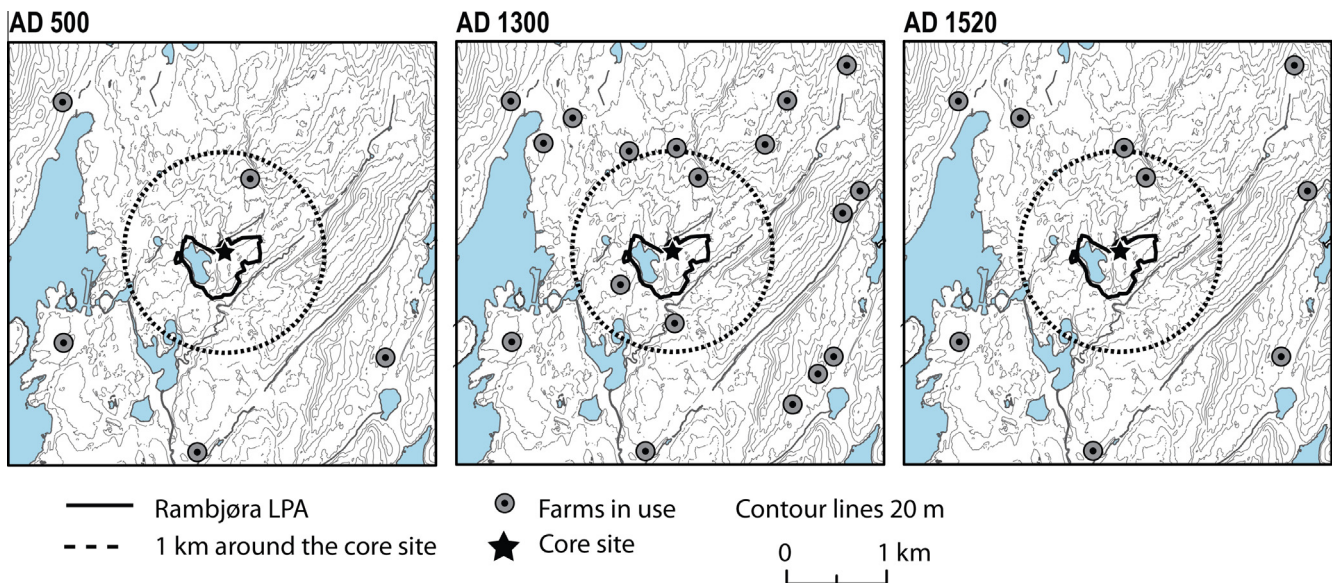 AD 500
AD 1300
AD 1520
Rambjøra LPA
Farms in use
Contour lines 20 m
1 km around the core site
Core site
0
1 km